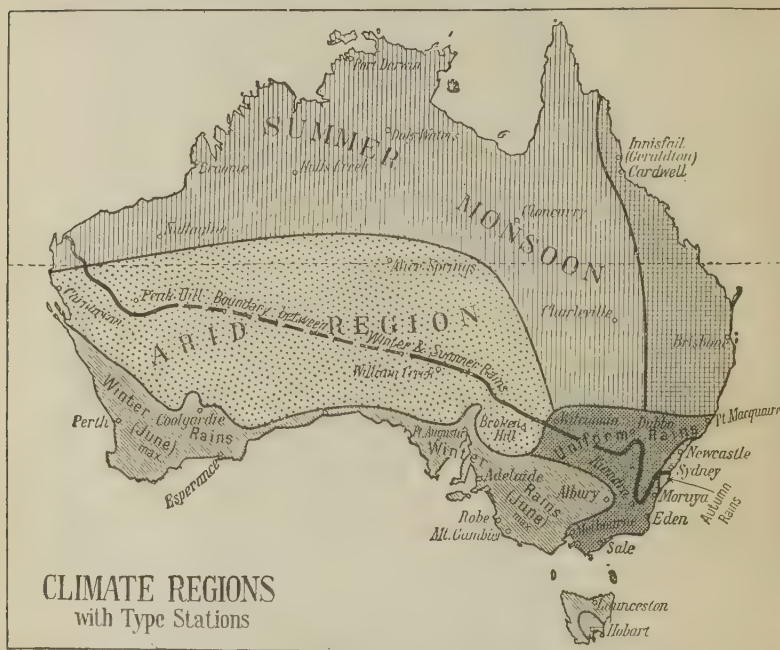 Port Darwin
SUMMER
Daly Waters
Innisfail
(Geraldton)
Cardwell
Broome
Halls Creek
MONSOON
Cloncurry
Nullagine
Alice Springs
Carnarvon
Peak Hill
Boundary between
Winter & Summer Rains
ARID REGION
Charleville
Brisbane
William Creek
Winter
(June)
max.
Rains
Coolgardie
Perth
Esperance
Pt. Augusta
Broken
Hill
Dubbo
Pt. Macquarie
Uniform Rains
Kiandra
Newcastle
Sydney
Winter
Rains
(June)
max
Adelaide
Albury
Moruya
Autumn
Rains
Robe
Mt. Gambier
Melbourne
Eden
Sale
CLIMATE REGIONS
with Type Stations
Launceston
Hobart